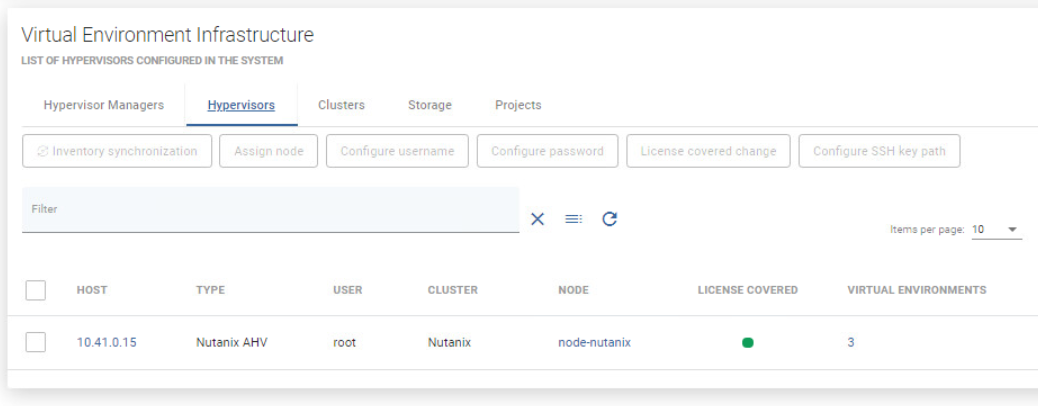 Virtual Environment Infrastructure
LIST OF HYPERVISORS CONFIGURED IN THE SYSTEM
Hypervisor Managers Hypervisors Clusters Storage Projects
Inventory synchronization Assign node Configure username Configure password License covered change Configure SSH key path
Filter
Items per page: 10
HOST TYPE USER CLUSTER NODE LICENSE COVERED VIRTUAL ENVIRONMENTS
10.41.0.15 Nutanix AHV root Nutanix node-nutanix 3